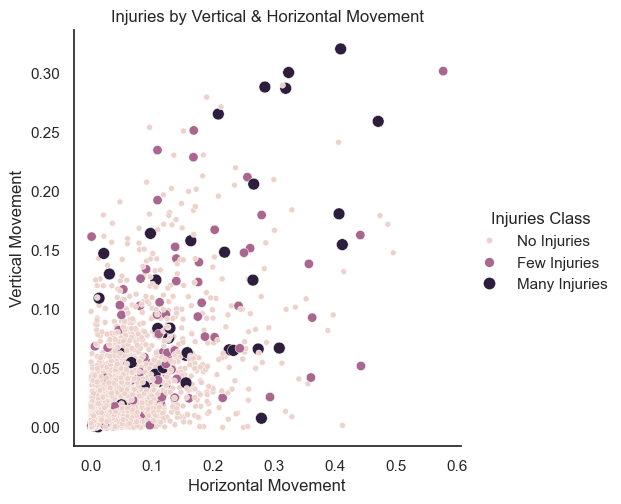 Injuries by Vertical & Horizontal Movement
Vertical Movement
0.30
0.25
0.20
0.15
0.10
0.05
0.00
0.0 0.1 0.2 0.3 0.4 0.5 0.6
Horizontal Movement
Injuries Class
No Injuries
Few Injuries
Many Injuries